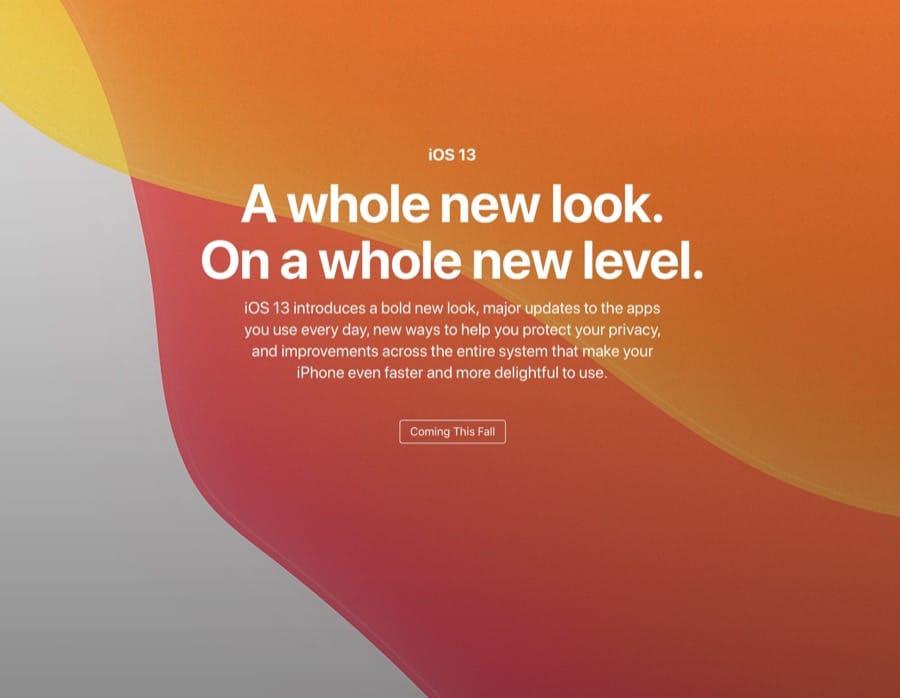 iOS 13
A whole new look.
On a whole new level.
iOS 13 introduces a bold new look, major updates to the apps
you use every day, new ways to help you protect your privacy,
and improvements across the entire system that make your
iPhone even faster and more delightful to use.
Coming This Fall